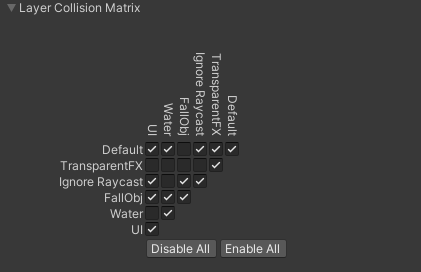 Layer Collision Matrix
UI
Water
FallObj
Ignore Raycast
TransparentFX
Default
Default
TransparentFX
Ignore Raycast
FallObj
Water
UI
Disable All Enable All